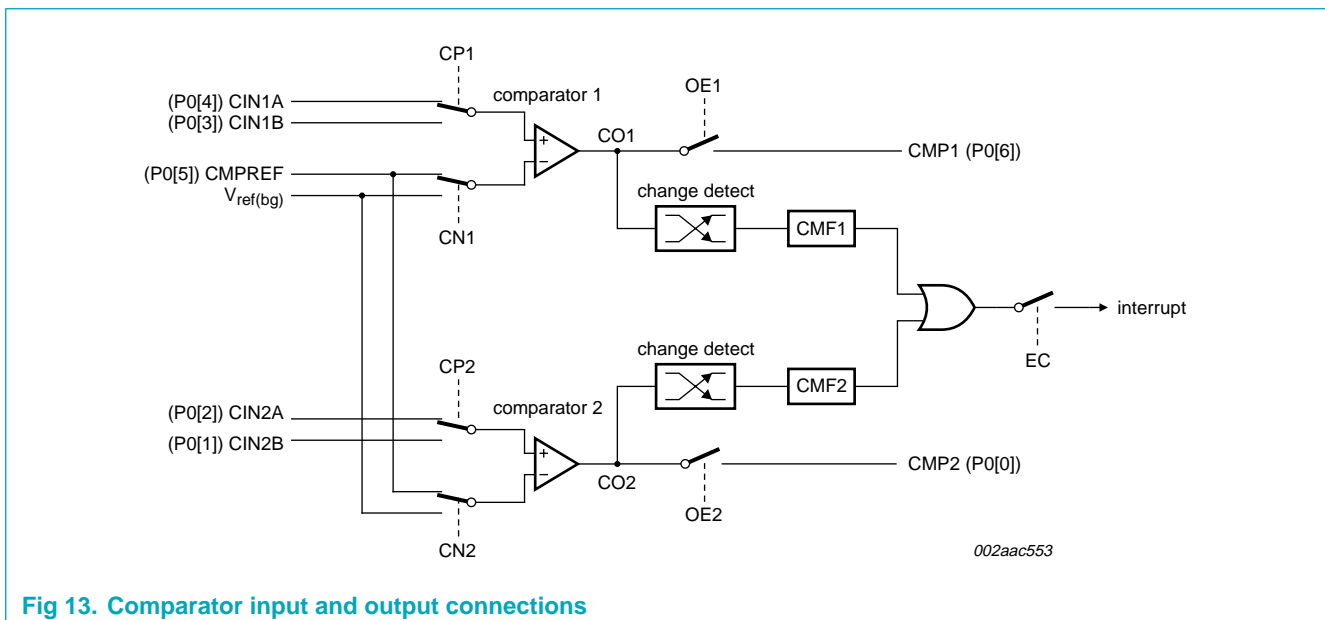 CP1
OE1
comparator 1
(P0[4]) CIN1A
(P0[3]) CIN1B
CO1
CMP1 (P0[6])
(P0[5]) CMPREF
Vref(bg)
+
−
change detect
CN1
CMF1
interrupt
EC
change detect
CP2
CMF2
comparator 2
(P0[2]) CIN2A
(P0[1]) CIN2B
+
−
CO2
CMP2 (P0[0])
OE2
CN2
002aac553
Fig 13. Comparator input and output connections